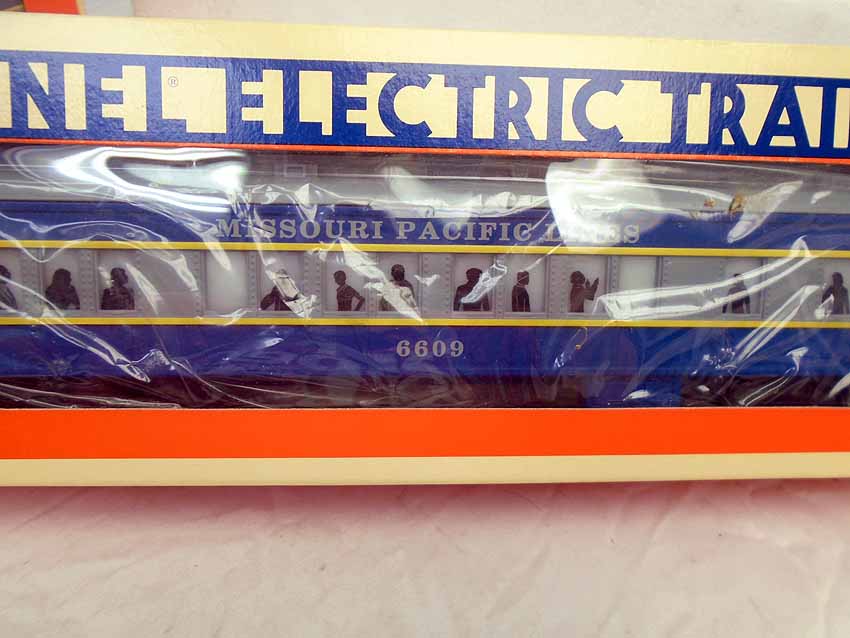 NEL® ELECTRIC TRAI
MISSOURI PACIFIC LINES
6609